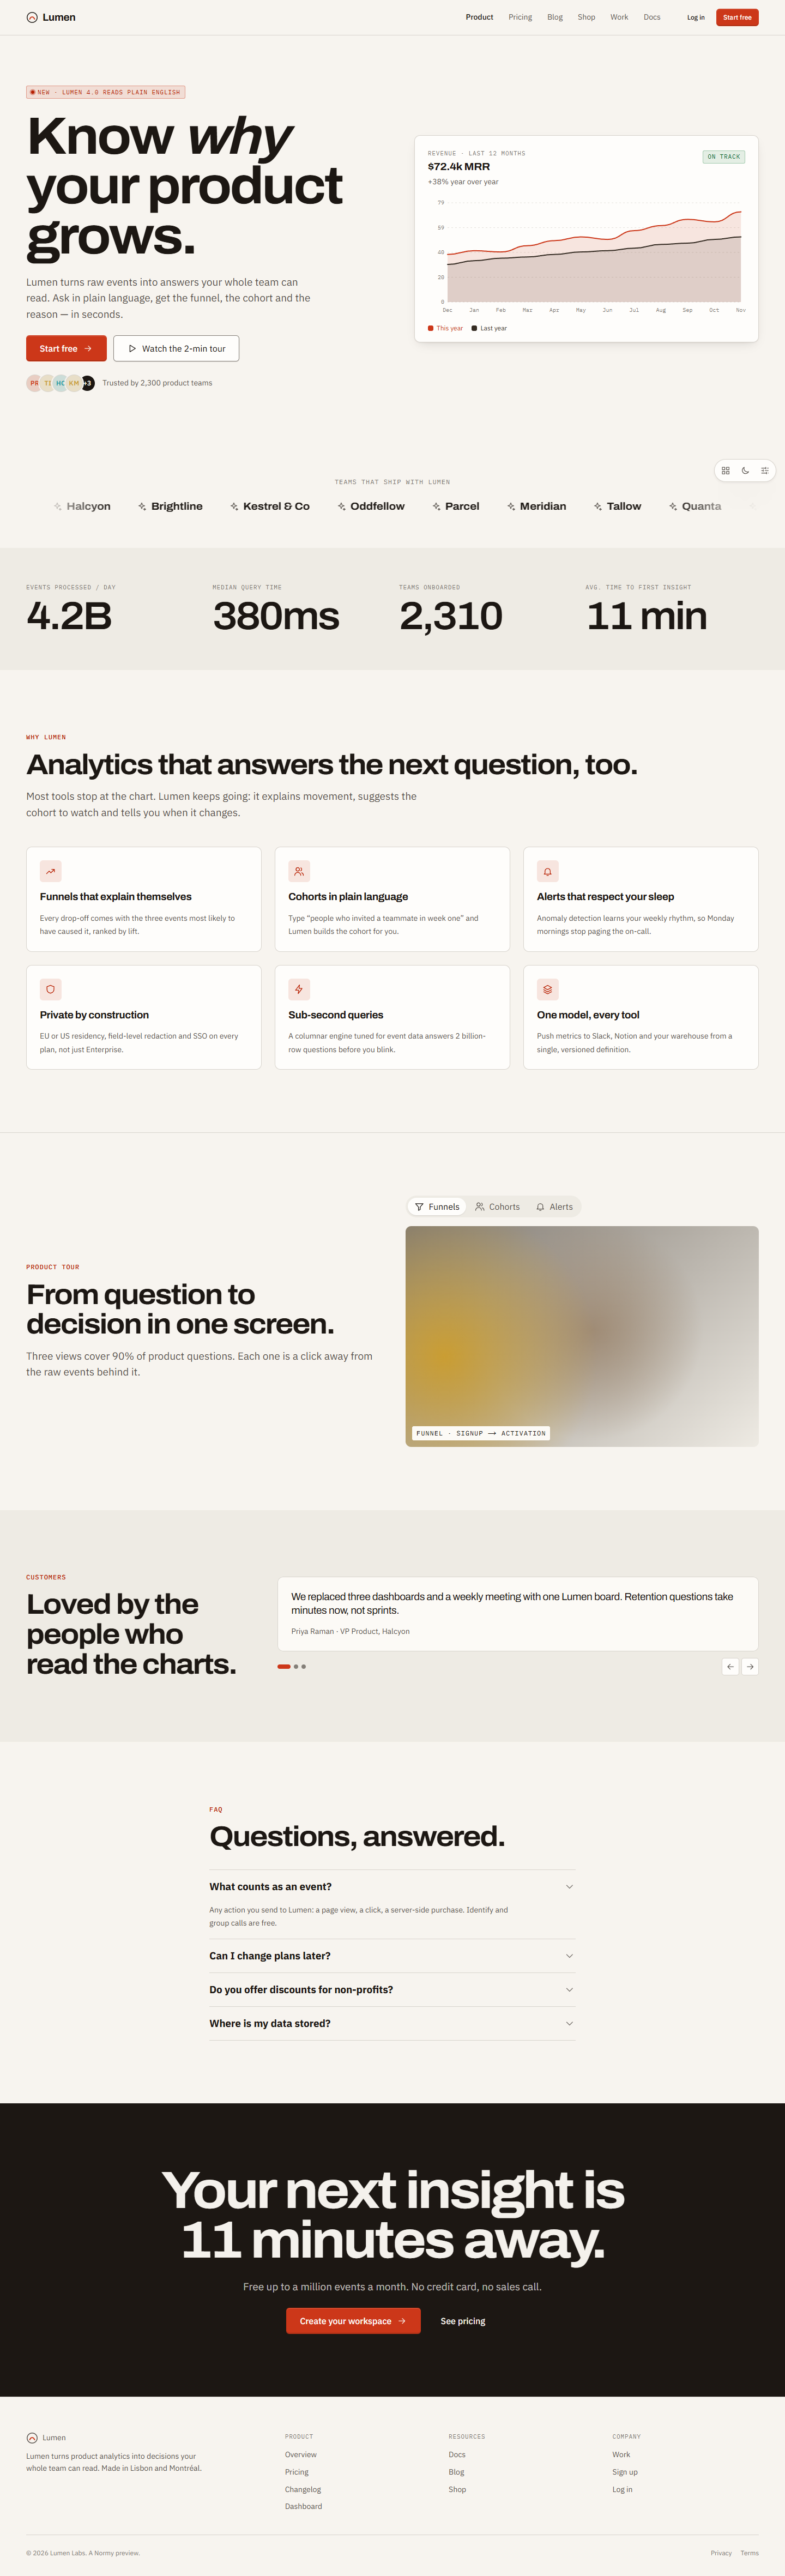 Lumen
Product
Pricing
Blog
Shop
Work
Docs
Log in
Start free
NEW · LUMEN 4.0 READS PLAIN ENGLISH
Know why
your product
grows.
Lumen turns raw events into answers your whole team can
read. Ask in plain language, get the funnel, the cohort and the
reason — in seconds.
Start free
Watch the 2-min tour
PR
HO
KM
+3
Trusted by 2,300 product teams
REVENUE · LAST 12 MONTHS
$72.4k MRR
+38% year over year
ON TRACK
79
59
40
20
0
Dec Jan Feb Mar Apr May Jun Jul Aug Sep Oct Nov
This year
Last year
TEAMS THAT SHIP WITH LUMEN
Halcyon
Brightline
Kestrel & Co
Oddfellow
Parcel
Meridian
Tallow
Quanta
EVENTS PROCESSED / DAY
4.2B
MEDIAN QUERY TIME
380ms
TEAMS ONBOARDED
2,310
AVG. TIME TO FIRST INSIGHT
11 min
WHY LUMEN
Analytics that answers the next question, too.
Most tools stop at the chart. Lumen keeps going: it explains movement, suggests the
cohort to watch and tells you when it changes.
Funnels that explain themselves
Every drop-off comes with the three events most likely to
have caused it, ranked by lift.
Cohorts in plain language
Type “people who invited a teammate in week one” and
Lumen builds the cohort for you.
Alerts that respect your sleep
Anomaly detection learns your weekly rhythm, so Monday
mornings stop paging the on-call.
Private by construction
EU or US residency, field-level redaction and SSO on every
plan, not just Enterprise.
Sub-second queries
A columnar engine tuned for event data answers 2 billion-
row questions before you blink.
One model, every tool
Push metrics to Slack, Notion and your warehouse from a
single, versioned definition.
PRODUCT TOUR
From question to
decision in one screen.
Three views cover 90% of product questions. Each one is a click away from
the raw events behind it.
Funnels
Cohorts
Alerts
FUNNEL · SIGNUP ⟶ ACTIVATION
CUSTOMERS
Loved by the
people who
read the charts.
We replaced three dashboards and a weekly meeting with one Lumen board. Retention questions take
minutes now, not sprints.
Priya Raman · VP Product, Halcyon
FAQ
Questions, answered.
What counts as an event?
Any action you send to Lumen: a page view, a click, a server-side purchase. Identify and
group calls are free.
Can I change plans later?
Do you offer discounts for non-profits?
Where is my data stored?
Your next insight is
11 minutes away.
Free up to a million events a month. No credit card, no sales call.
Create your workspace
See pricing
Lumen
Lumen turns product analytics into decisions your
whole team can read. Made in Lisbon and Montréal.
PRODUCT
Overview
Pricing
Changelog
Dashboard
RESOURCES
Docs
Blog
Shop
COMPANY
Work
Sign up
Log in
© 2026 Lumen Labs. A Normy preview.
Privacy
Terms